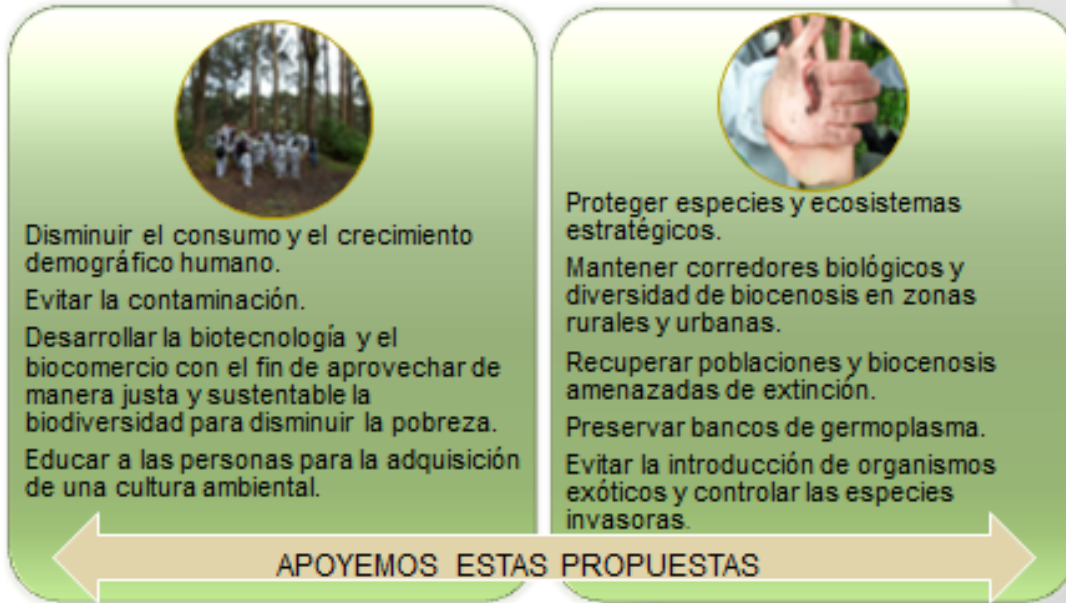 Disminuir el consumo y el crecimiento
demográfico humano.
Evitar la contaminación.
Desarrollar la biotecnología y el
biocomercio con el fin de aprovechar de
manera justa y sustentable la
biodiversidad para disminuir la pobreza.
Educar a las personas para la adquisición
de una cultura ambiental.
Proteger especies y ecosistemas
estratégicos.
Mantener corredores biológicos y
diversidad de biocenosis en zonas
rurales y urbanas.
Recuperar poblaciones y biocenosis
amenazadas de extinción.
Preservar bancos de germoplasma.
Evitar la introducción de organismos
exóticos y controlar las especies
invasoras.
APOYEMOS ESTAS PROPUESTAS